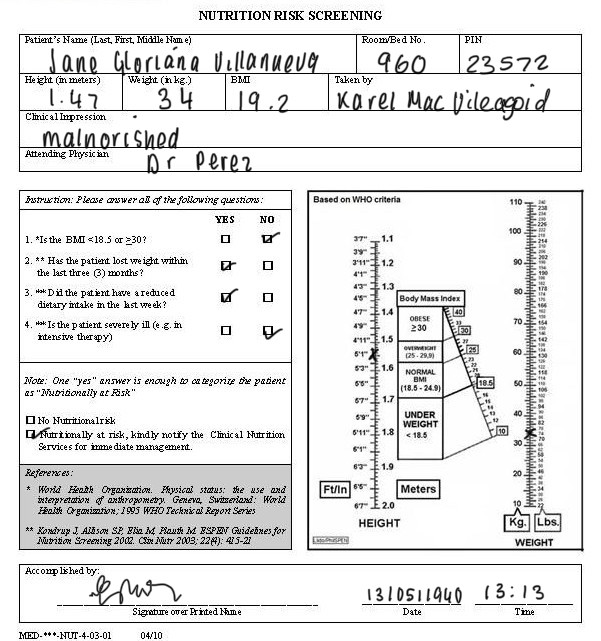 NUTRITION RISK SCREENING
Patient's Name (Last, First, Middle Name) Room/Bed No. PIN
Jane Gloriana Villanueva 960 23572
Height (in meters) Weight (in kg.) BMI Taken by
1.47 34 19.2 Karel Mac Vileagoid
Clinical Impression
malnorished
Attending Physician
Dr Perez
Instruction: Please answer all of the following questions:
YES NO
1. *Is the BMI <18.5 or ≥30?
2. ** Has the patient lost weight within
the last three (3) months?
3. ** Did the patient have a reduced
dietary intake in the last week?
4. ** Is the patient severely ill (e.g. in
intensive therapy)
Note: One "yes" answer is enough to categorize the patient
as "Nutritionally at Risk"
No Nutritional risk
Nutritionally at risk, kindly notify the Clinical Nutrition
Services for immediate management.
References:
* World Health Organization. Physical status: the use and
interpretation of anthropometry. Geneva, Switzerland: World
Health Organization; 1995 WHO Technical Report Series
** Kondrup J, Allison SP, Elia M, Plauth M. ESPEN Guidelines for
Nutrition Screening 2002. Clin Nutr 2003; 22(4): 415-21
Based on WHO criteria
3'7" 1.1
3'9"
3'11" 1.2
4'1"
4'3" 1.3
4'5"
4'7" 1.4
4'9"
4'11" 1.5
5'1" 1.6
5'3"
5'5"
5'7" 1.7
5'9"
5'11" 1.8
6'1"
6'3" 1.9
6'5"
6'7" 2.0
Ft/In Meters
HEIGHT
Body Mass Index
OBESE
≥30
OVERWEIGHT
(25 - 29,9)
NORMAL
BMI
(18.5 - 24.9)
UNDER
WEIGHT
< 18.5
40
30
25
18.5
10
110
100
90
80
70
60
50
40
30
20
10
Kg. Lbs.
WEIGHT
Accomplished by:
1310511940 13:13
Signature over Printed Name Date Time
MED-***-NUT-4-03-01 04/10